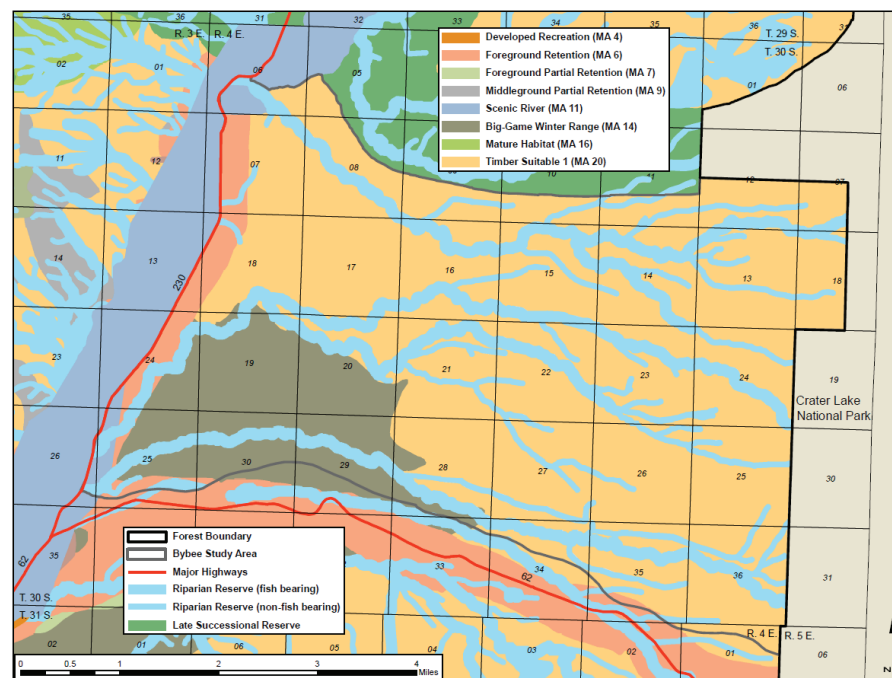 35
36
31
32
33
34
35
36
31
R. 3 E.
R. 4 E.
T. 29 S.
T. 30 S.
Developed Recreation (MA 4)
Foreground Retention (MA 6)
Foreground Partial Retention (MA 7)
Middleground Partial Retention (MA 9)
Scenic River (MA 11)
Big-Game Winter Range (MA 14)
Mature Habitat (MA 16)
Timber Suitable 1 (MA 20)
02
01
06
05
01
06
11
12
07
08
10
11
12
07
14
13
18
17
16
15
14
13
18
230
23
24
19
20
21
22
23
24
19
Crater Lake
National Park
26
25
30
29
28
27
26
25
30
62
35
33
34
62
35
36
31
Forest Boundary
Bybee Study Area
Major Highways
Riparian Reserve (fish bearing)
Riparian Reserve (non-fish bearing)
Late Successional Reserve
T. 30 S.
T. 31 S.
R. 4 E.
R. 5 E.
02
01
06
05
04
03
02
01
06
0 0.5 1 2 3 4
Miles
N